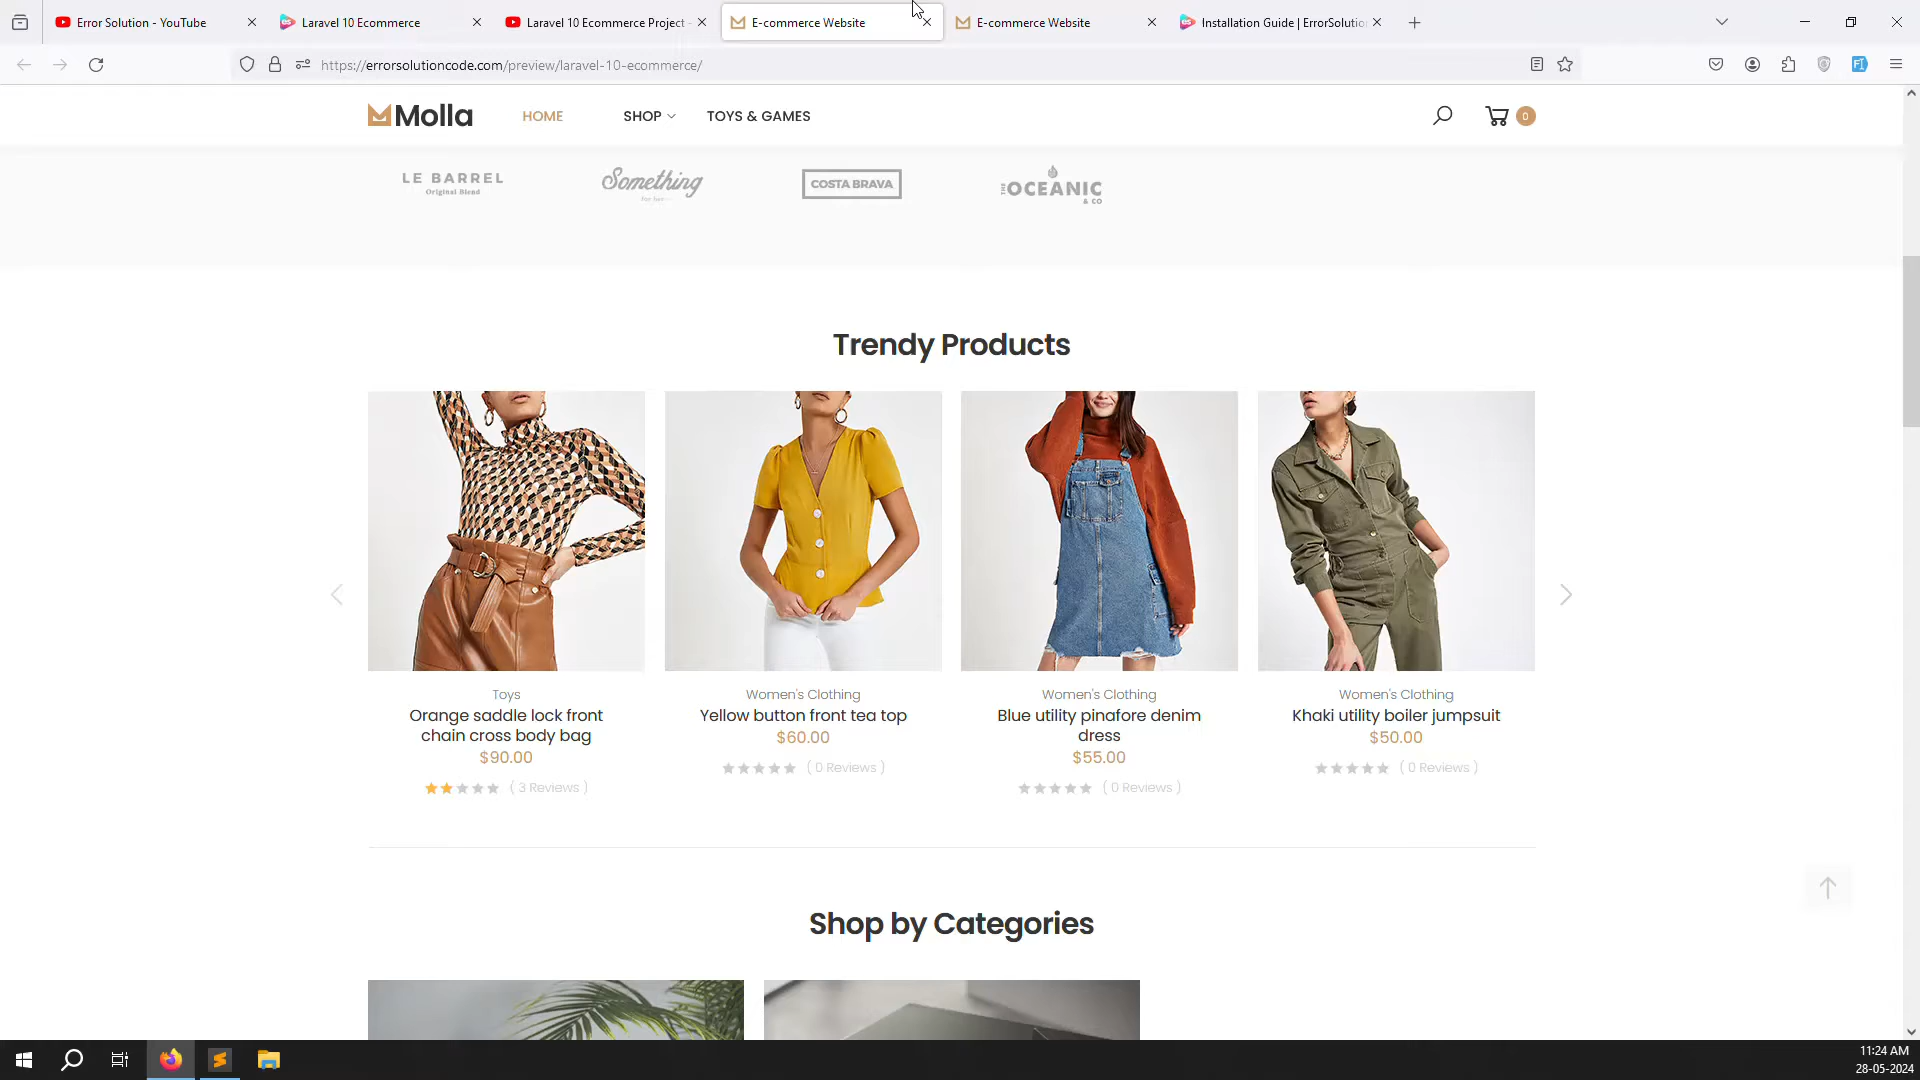 Error Solution - YouTube
Laravel 10 Ecommerce
Laravel 10 Ecommerce Project -
E-commerce Website
E-commerce Website
Installation Guide | ErrorSolutio
https://errorsolutioncode.com/preview/laravel-10-ecommerce/
Molla
HOME
SHOP
TOYS & GAMES
0
LE BARREL
Original Blend
Something
For her
COSTA BRAVA
THE OCEANIC
& CO
Trendy Products
Toys
Orange saddle lock front
chain cross body bag
$90.00
( 3 Reviews )
Women's Clothing
Yellow button front tea top
$60.00
( 0 Reviews )
Women's Clothing
Blue utility pinafore denim
dress
$55.00
( 0 Reviews )
Women's Clothing
Khaki utility boiler jumpsuit
$50.00
( 0 Reviews )
Shop by Categories
11:24 AM
28-05-2024